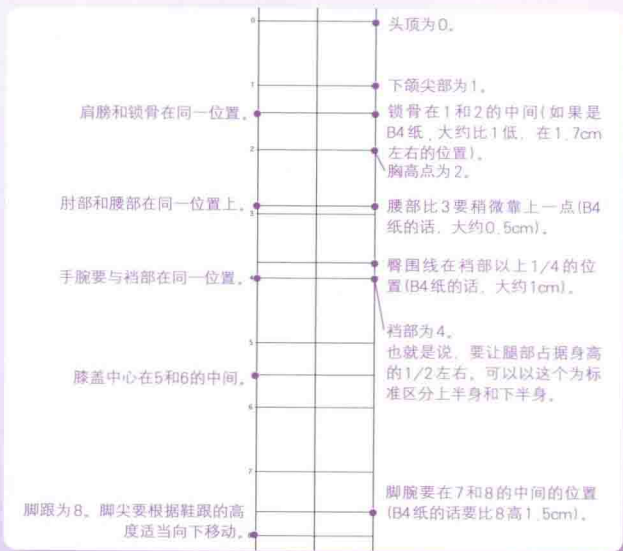 0
头顶为0。
1
下颌尖部为1。
肩膀和锁骨在同一位置。
锁骨在1和2的中间(如果是
B4纸，大约比1低，在1.7cm
左右的位置)。
2
胸高点为2。
肘部和腰部在同一位置上。
腰部比3要稍微靠上一点(B4
纸的话，大约0.5cm)。
3
臀围线在裆部以上1/4的位
置(B4纸的话，大约1cm)。
手腕要与裆部在同一位置。
裆部为4。
也就是说，要让腿部占据身高
的1/2左右。可以以这个为标
准区分上半身和下半身。
5
膝盖中心在5和6的中间。
6
7
脚腕要在7和8的中间的位置
(B4纸的话要比8高1.5cm)。
脚跟为8。脚尖要根据鞋跟的高
度适当向下移动。